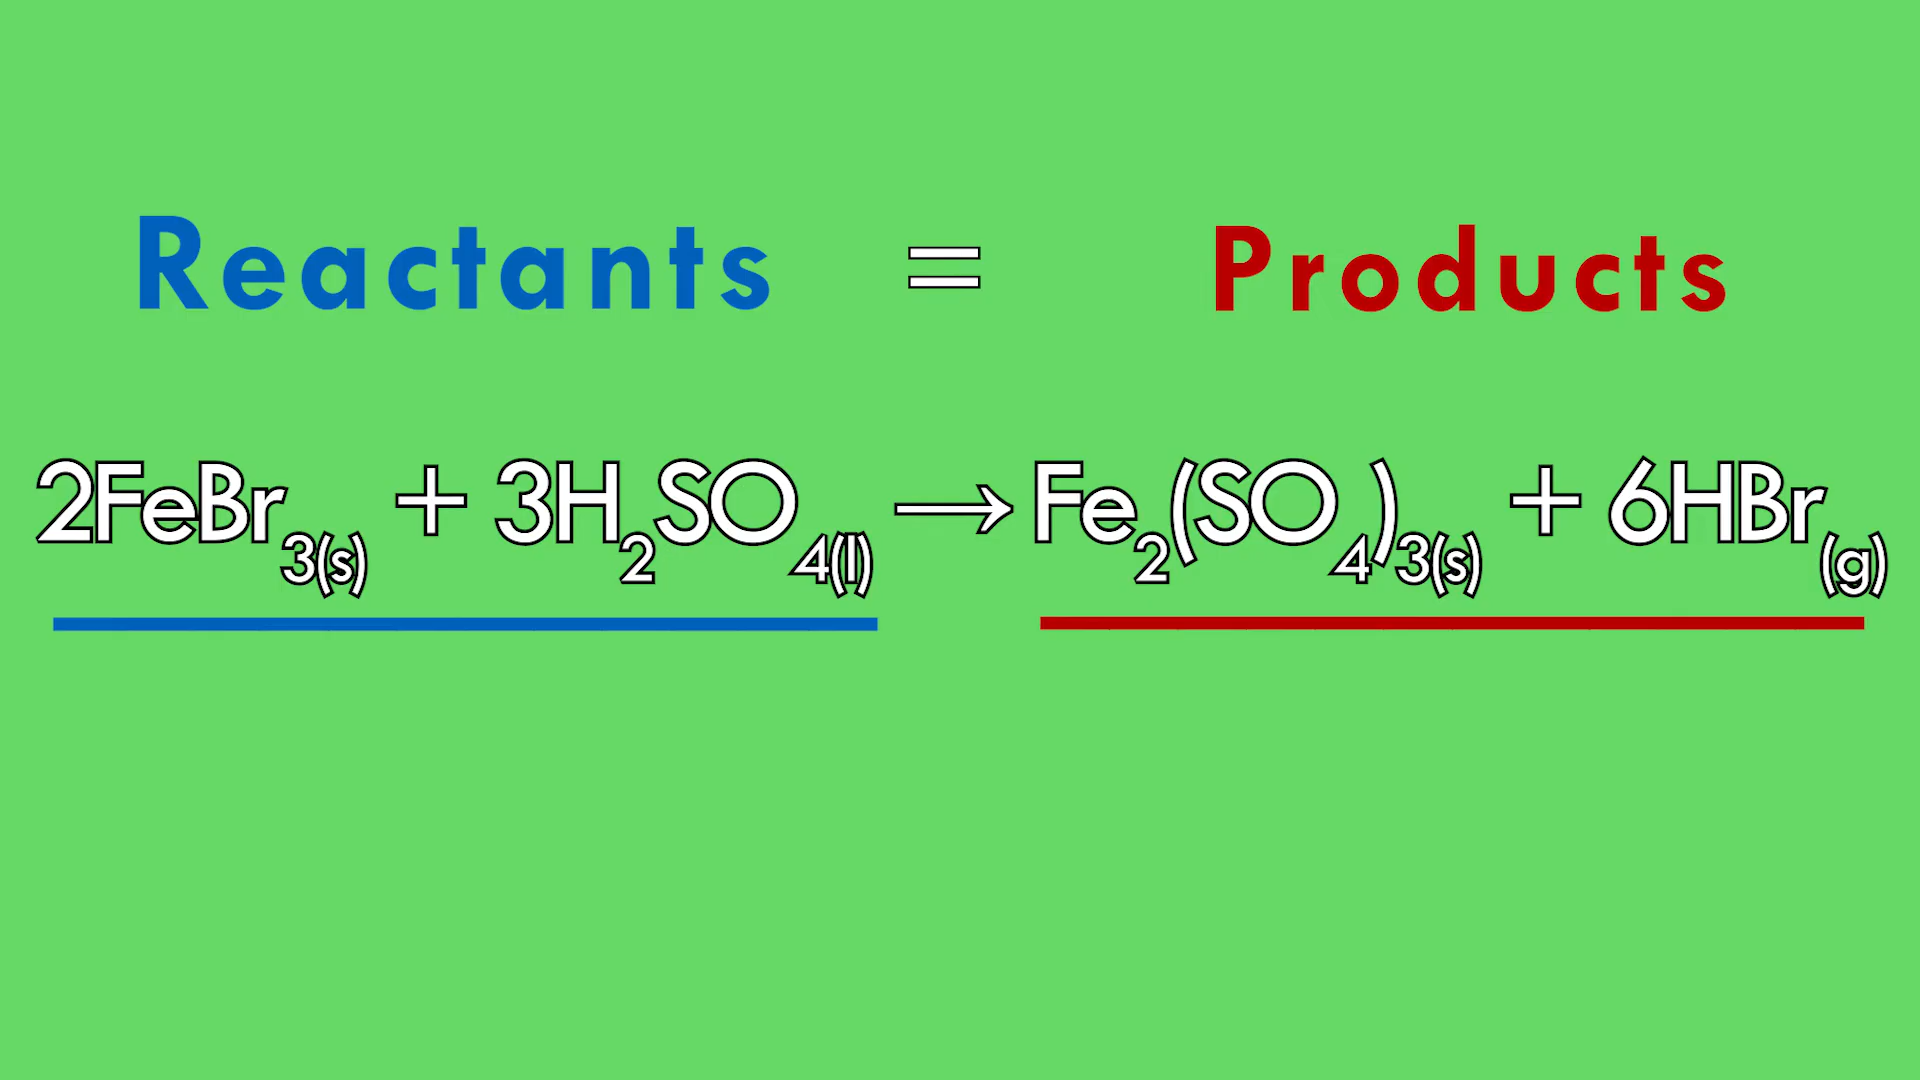 Reactants = Products
2FeBr₃₍ₛ₎ + 3H₂SO₄₍ₗ₎ → Fe₂(SO₄)₃₍ₛ₎ + 6HBr(g)